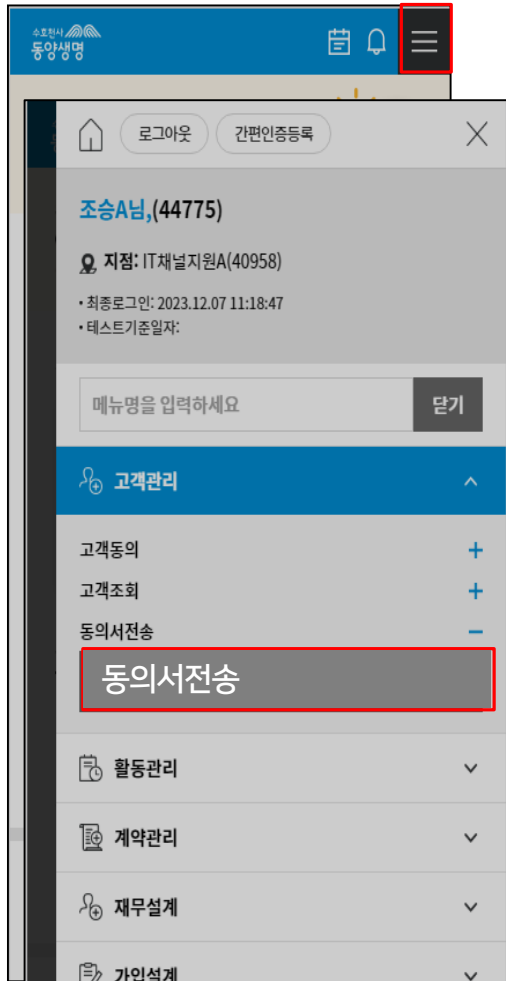 수호천사
동양생명
로그아웃
간편인증등록
조승A님,(44775)
지점: IT채널지원A(40958)
• 최종로그인: 2023.12.07 11:18:47
• 테스트기준일자:
메뉴명을 입력하세요
닫기
고객관리
고객동의
고객조회
동의서전송
동의서전송
활동관리
계약관리
재무설계
가입설계